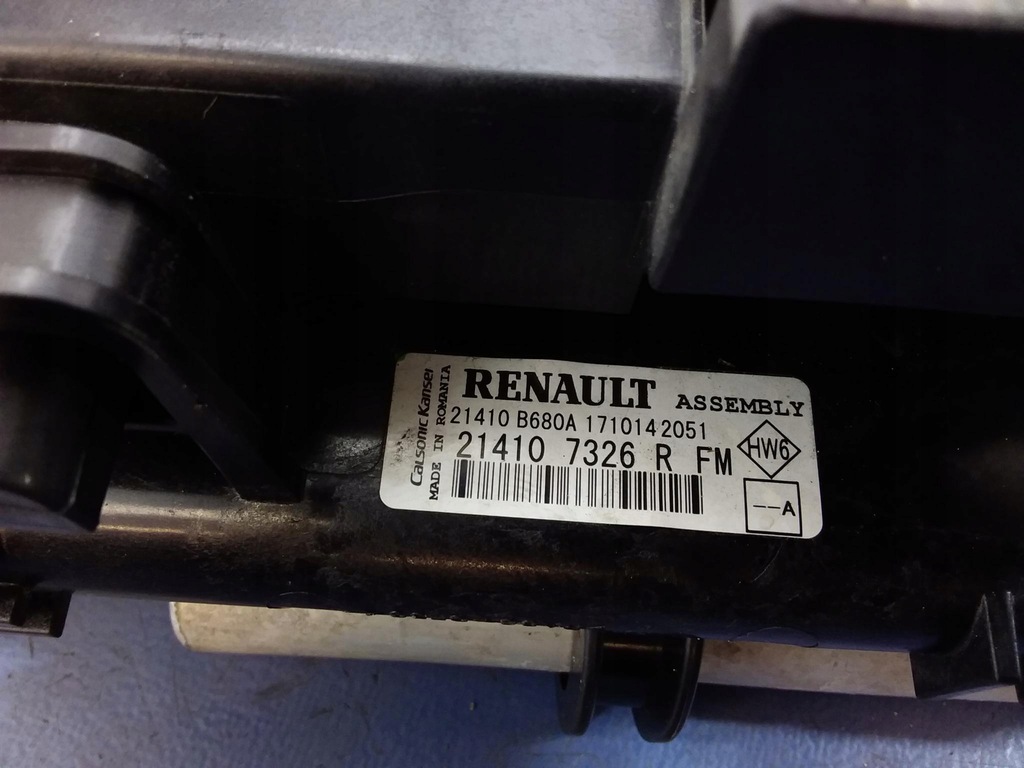 Calsonic Kansei
MADE IN ROMANIA
RENAULT ASSEMBLY
21410 B680A 1710142051
21410 7326 R FM
HW6
--A